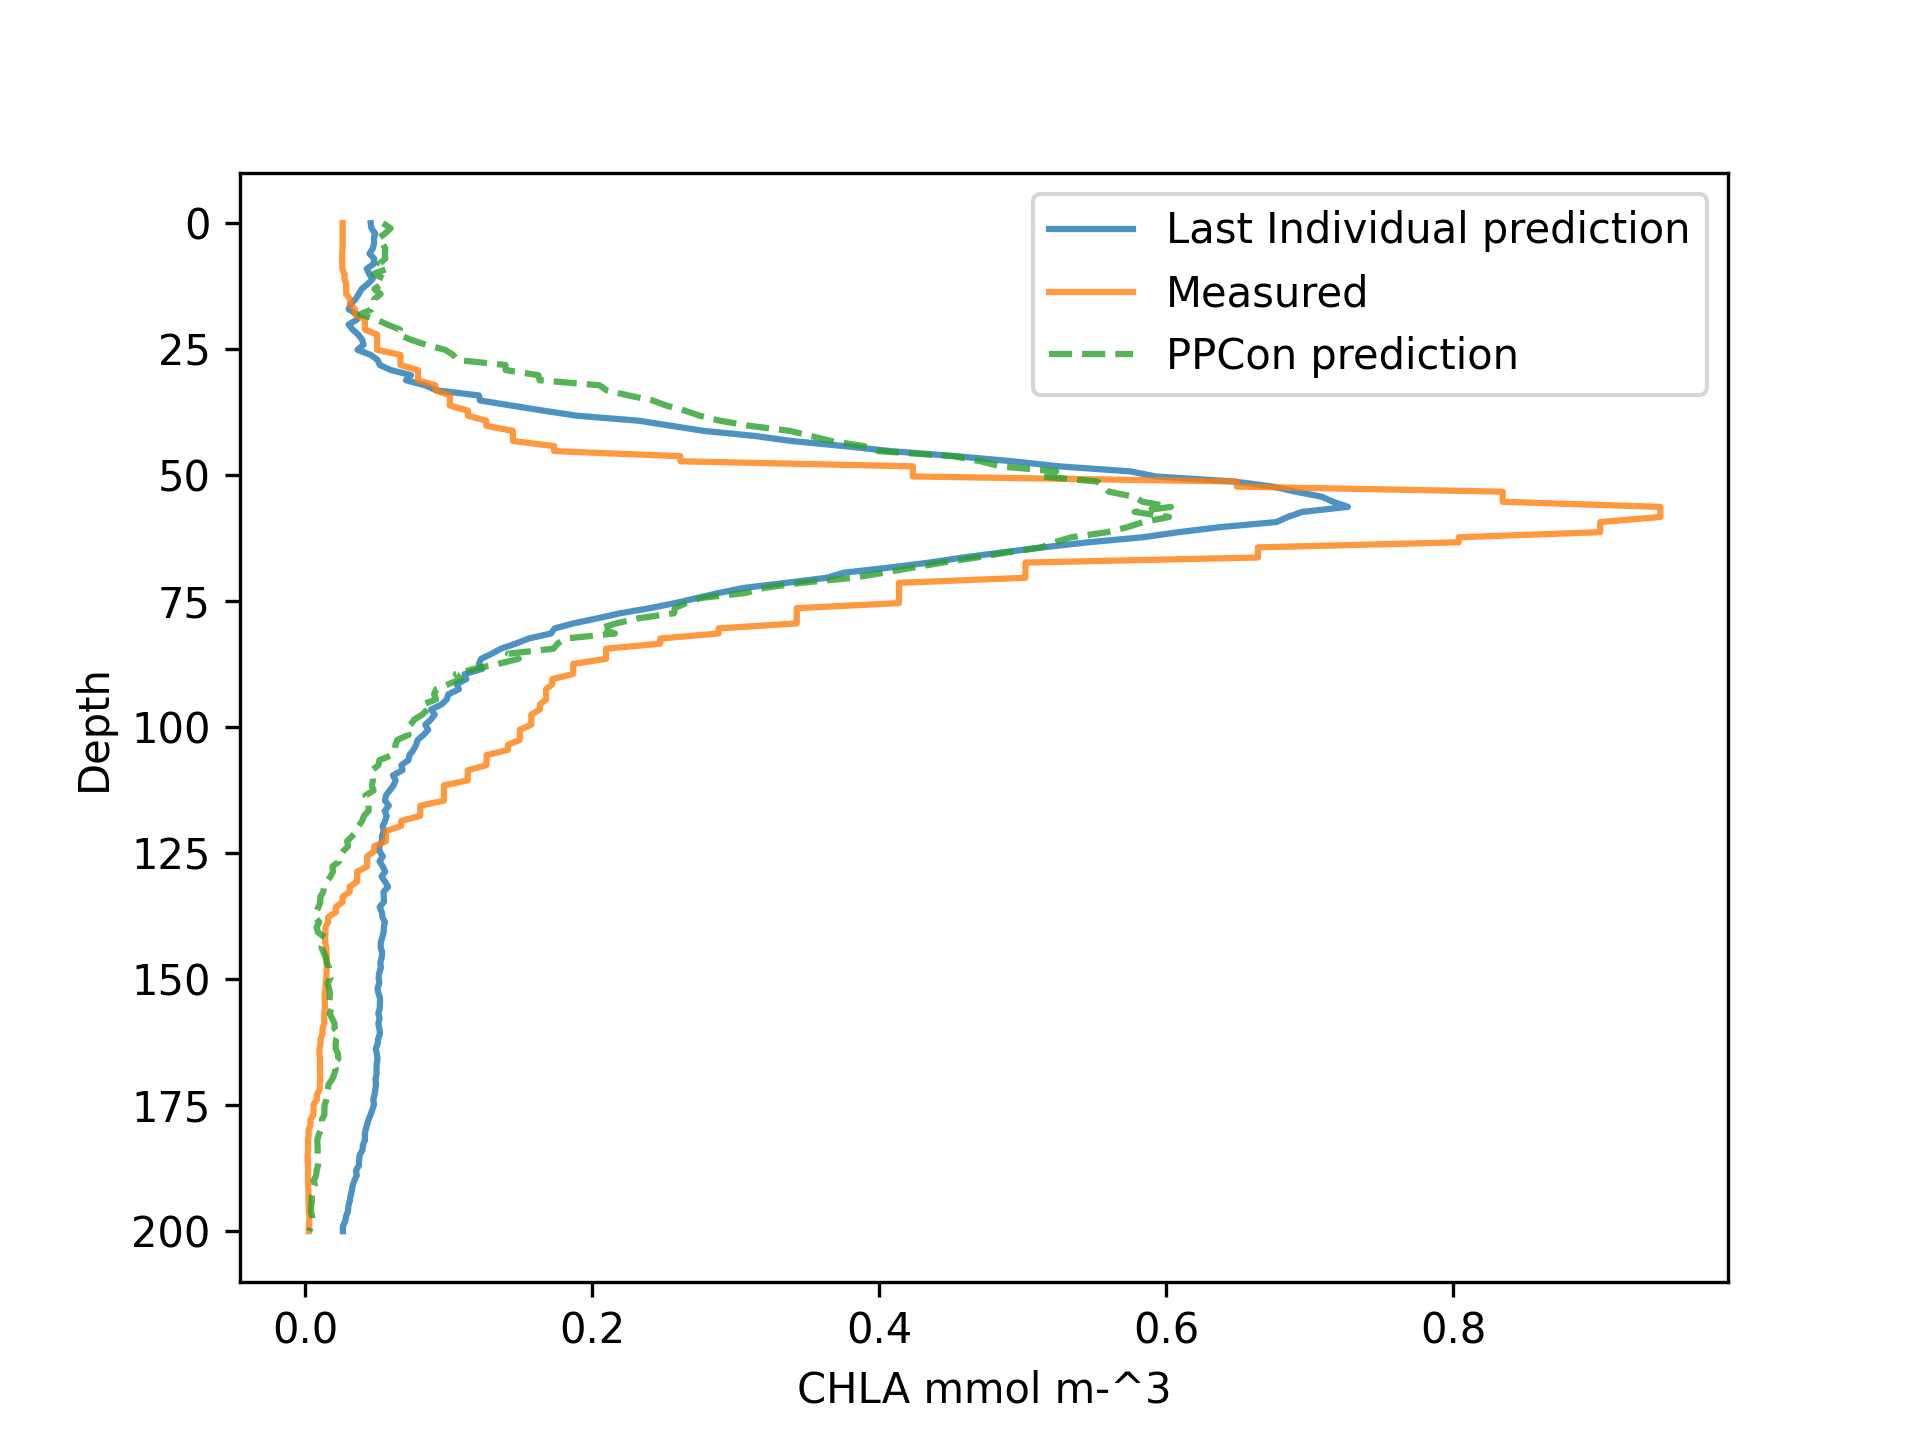 Last Individual prediction
Measured
PPCon prediction
0
25
50
75
100
125
150
175
200
Depth
0.0 0.2 0.4 0.6 0.8
CHLA mmol m-^3